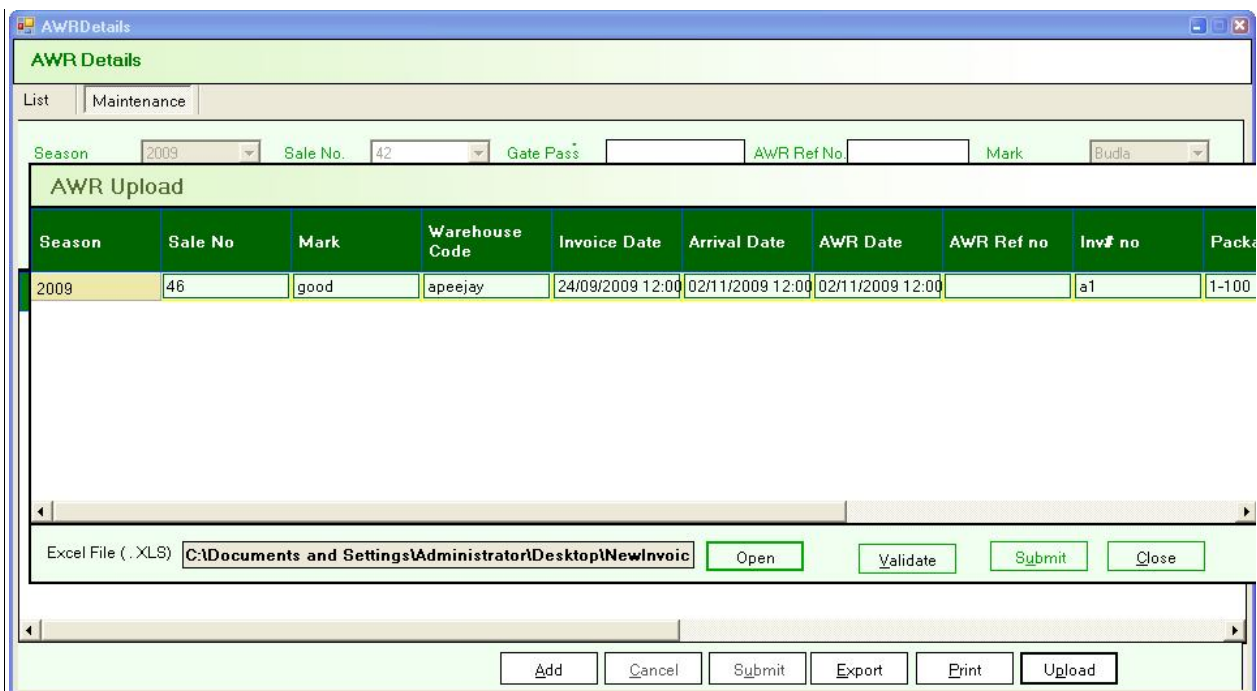 AWRDetails
AWR Details
List Maintenance
Season 2009 Sale No. 42 Gate Pass AWR Ref No. Mark Budla
AWR Upload
Season Sale No Mark Warehouse Code Invoice Date Arrival Date AWR Date AWR Ref no Inv# no Packa
2009 46 good apeejay 24/09/2009 12:00 02/11/2009 12:00 02/11/2009 12:00 a1 1-100
Excel File ( . XLS) C:\Documents and Settings\Administrator\Desktop\NewInvoic Open Validate Submit Close
Add Cancel Submit Export Print Upload